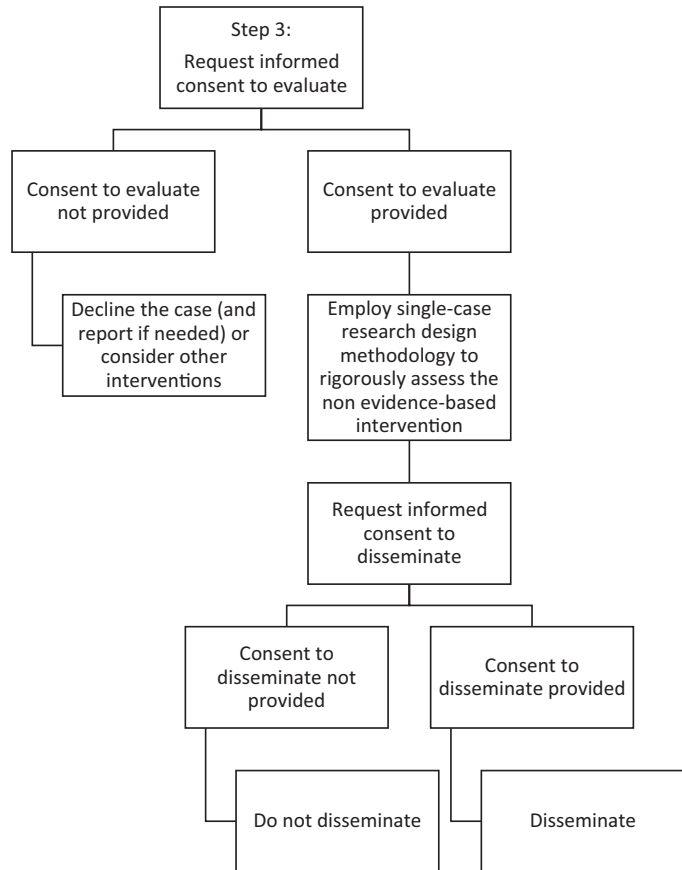 Step 3:
Request informed
consent to evaluate
Consent to evaluate
not provided
Consent to evaluate
provided
Decline the case (and
report if needed) or
consider other
interventions
Employ single-case
research design
methodology to
rigorously assess the
non evidence-based
intervention
Request informed
consent to
disseminate
Consent to
disseminate not
provided
Consent to
disseminate provided
Do not disseminate
Disseminate